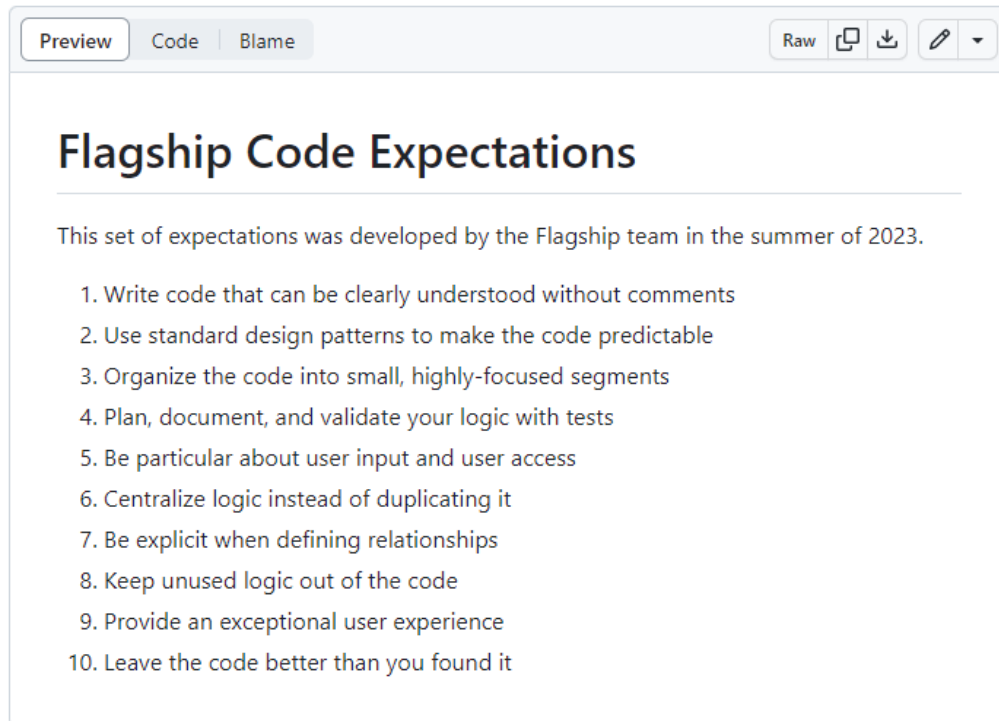 Preview Code Blame Raw
Flagship Code Expectations
This set of expectations was developed by the Flagship team in the summer of 2023.
1. Write code that can be clearly understood without comments
2. Use standard design patterns to make the code predictable
3. Organize the code into small, highly-focused segments
4. Plan, document, and validate your logic with tests
5. Be particular about user input and user access
6. Centralize logic instead of duplicating it
7. Be explicit when defining relationships
8. Keep unused logic out of the code
9. Provide an exceptional user experience
10. Leave the code better than you found it